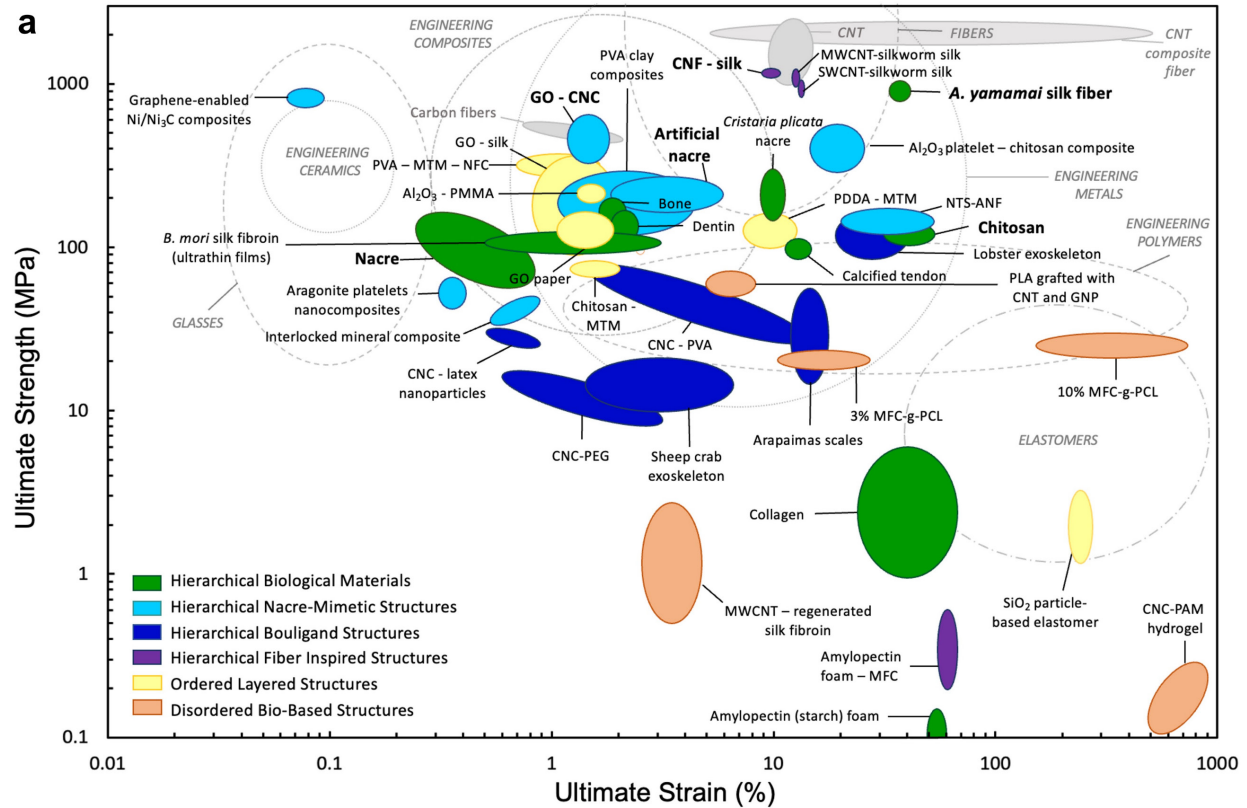 a
ENGINEERING
COMPOSITES
PVA clay
composites
CNF - silk
CNT
FIBERS
MWCNT-silkworm silk
SWCNT-silkworm silk
CNT
composite
fiber
1000
Graphene-enabled
Ni/Ni₃C composites
GO - CNC
Carbon fibers
A. yamamai silk fiber
Cristaria plicata
nacre
Artificial
nacre
GO - silk
ENGINEERING
CERAMICS
PVA – MTM – NFC
Al₂O₃ platelet – chitosan composite
ENGINEERING
METALS
Al₂O₃ - PMMA
Bone
PDDA - MTM
NTS-ANF
Dentin
Chitosan
ENGINEERING
POLYMERS
100
B. mori silk fibroin
(ultrathin films)
Nacre
Lobster exoskeleton
GO paper
Calcified tendon
PLA grafted with
CNT and GNP
Aragonite platelets
nanocomposites
Chitosan -
MTM
GLASSES
Interlocked mineral composite
CNC - PVA
CNC - latex
nanoparticles
10% MFC-g-PCL
10
3% MFC-g-PCL
Arapaimas scales
ELASTOMERS
CNC-PEG
Sheep crab
exoskeleton
Collagen
1
Hierarchical Biological Materials
Hierarchical Nacre-Mimetic Structures
Hierarchical Bouligand Structures
Hierarchical Fiber Inspired Structures
Ordered Layered Structures
Disordered Bio-Based Structures
MWCNT – regenerated
silk fibroin
SiO₂ particle-
based elastomer
CNC-PAM
hydrogel
Amylopectin
foam – MFC
Amylopectin (starch) foam
0.1
0.01
0.1
1
10
100
1000
Ultimate Strain (%)
Ultimate Strength (MPa)